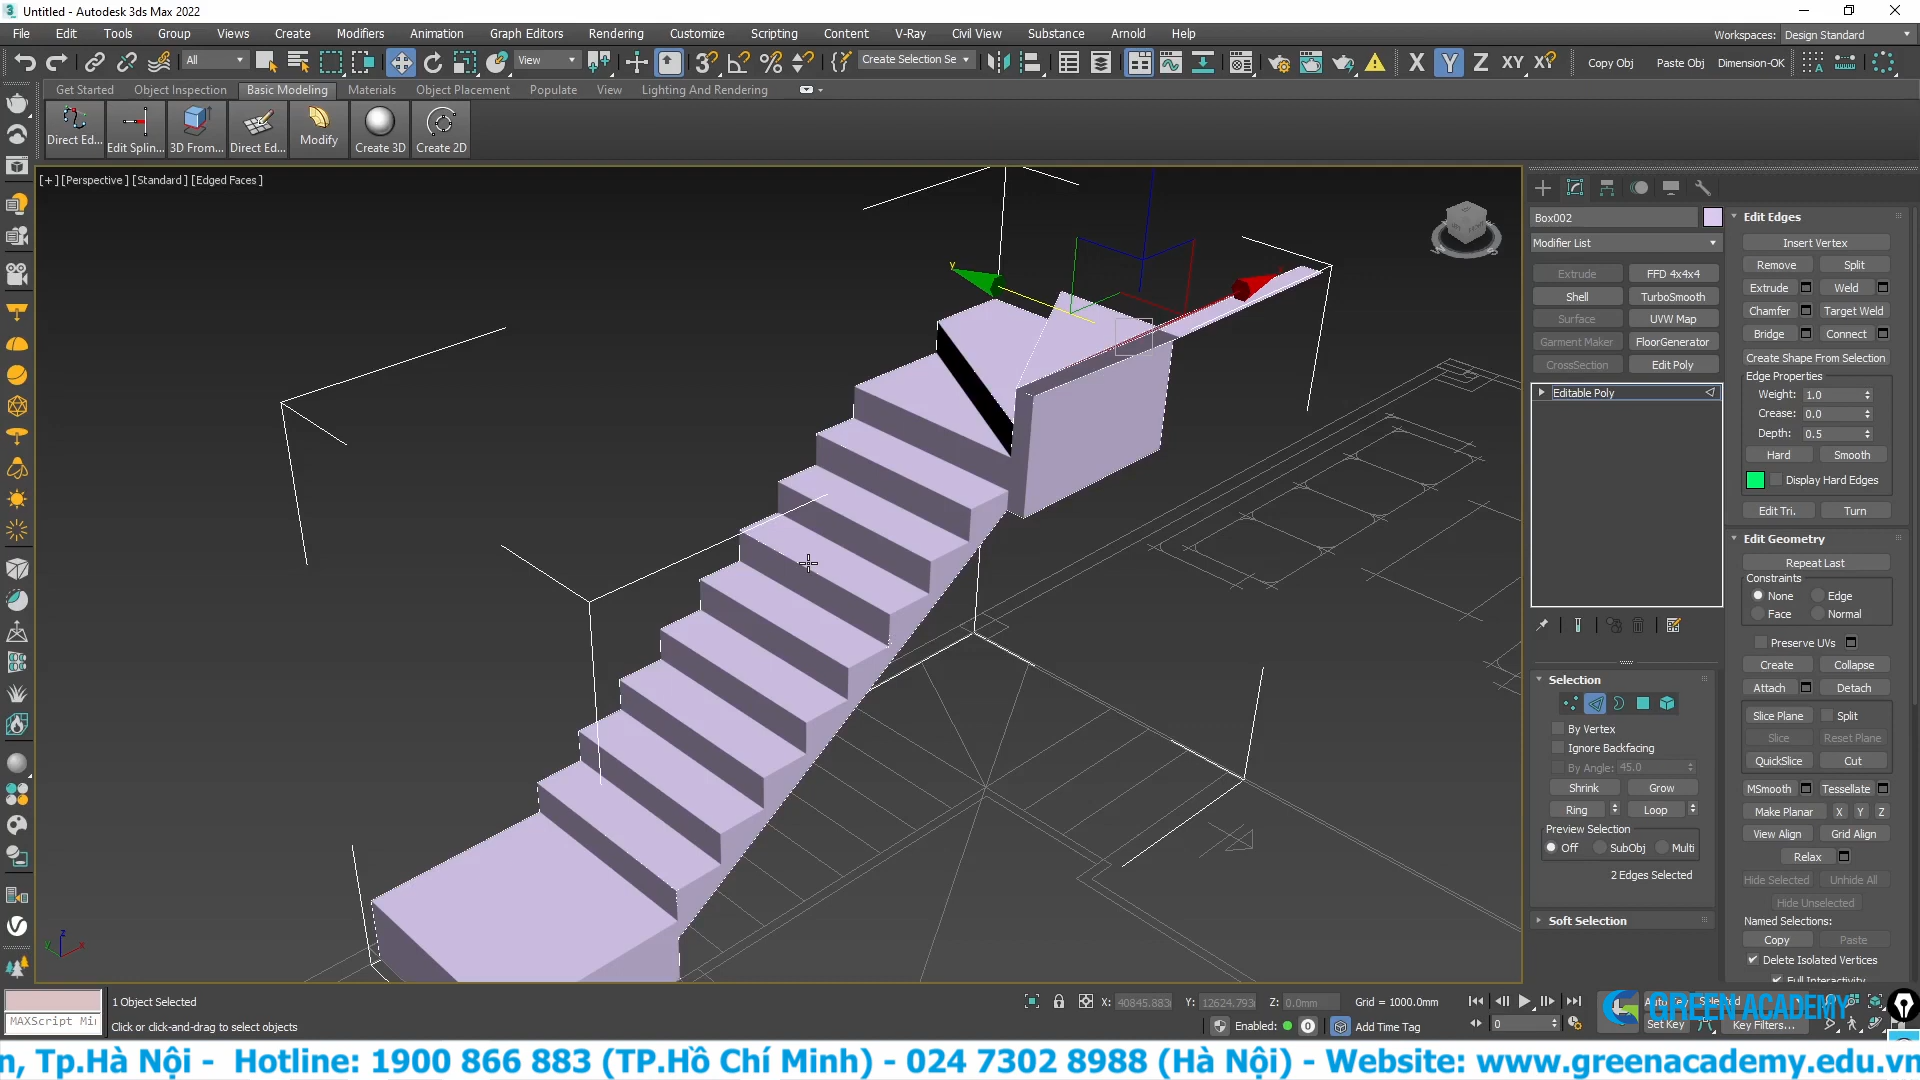 Untitled - Autodesk 3ds Max 2022
File Edit Tools Group Views Create Modifiers Animation Graph Editors Rendering Customize Scripting Content V-Ray Civil View Substance Arnold Help
Workspaces: Design Standard
All View Create Selection Se X Y Z XY Copy Obj Paste Obj Dimension-OK
Get Started Object Inspection Basic Modeling Materials Object Placement Populate View Lighting And Rendering
Direct Ed... Edit Splin... 3D From... Direct Ed... Modify Create 3D Create 2D
[+] [Perspective] [Standard] [Edged Faces]
Box002
Modifier List
Extrude FFD 4x4x4
Shell TurboSmooth
Surface UVW Map
Garment Maker FloorGenerator
CrossSection Edit Poly
Editable Poly
Selection
By Vertex
Ignore Backfacing
By Angle: 45.0
Shrink Grow
Ring Loop
Preview Selection
Off SubObj Multi
2 Edges Selected
Soft Selection
Edit Edges
Insert Vertex
Remove Split
Extrude Weld
Chamfer Target Weld
Bridge Connect
Create Shape From Selection
Edge Properties
Weight: 1.0
Crease: 0.0
Depth: 0.5
Hard Smooth
Display Hard Edges
Edit Tri. Turn
Edit Geometry
Repeat Last
Constraints
None Edge
Face Normal
Preserve UVs
Create Collapse
Attach Detach
Slice Plane Split
Slice Reset Plane
QuickSlice Cut
MSmooth Tessellate
Make Planar X Y Z
View Align Grid Align
Relax
Hide Selected Unhide All
Hide Unselected
Named Selections:
Copy Paste
Delete Isolated Vertices
Full Interactivity
y
z
y x
1 Object Selected
MAXScript Mi
Click or click-and-drag to select objects
X: 40845.883 Y: 12624.793 Z: 0.0mm Grid = 1000.0mm
Enabled: 0 Add Time Tag
0
Selected
Set Key Key Filters...
GREEN ACADEMY
n, Tp.Hà Nội - Hotline: 1900 866 883 (TP.Hồ Chí Minh) - 024 7302 8988 (Hà Nội) - Website: www.greenacademy.edu.vn